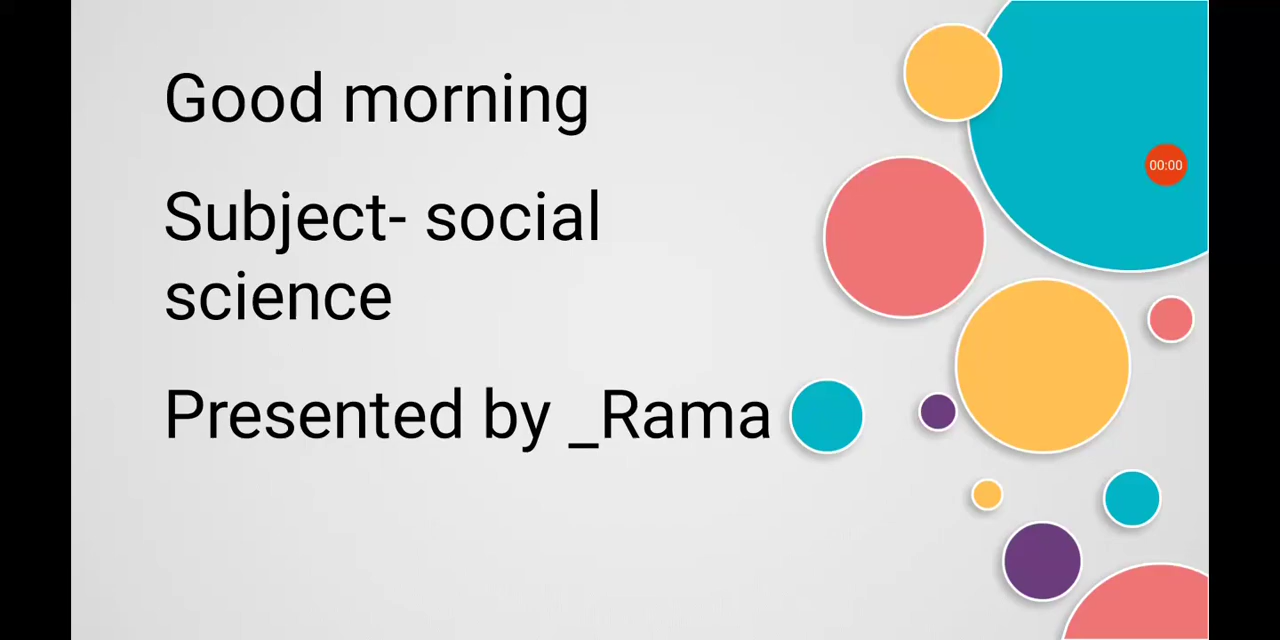 Good morning
Subject- social
science
Presented by _Rama
00:00